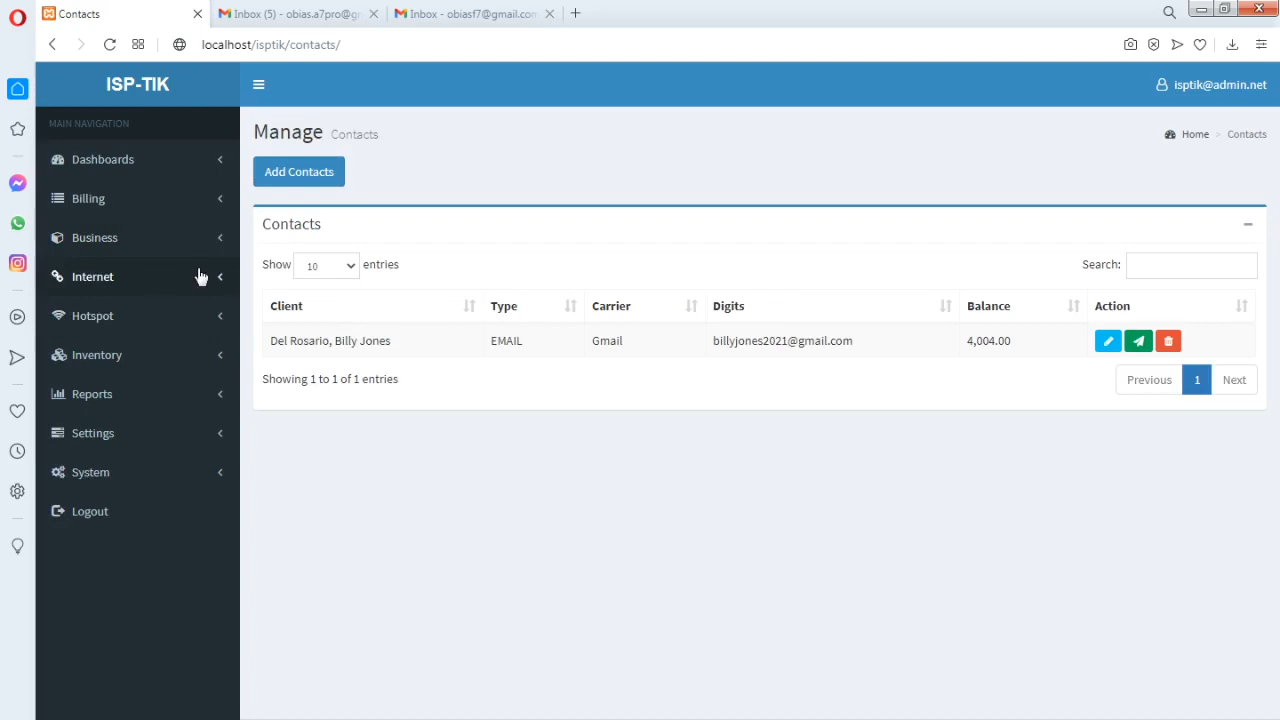 Contacts
Inbox (5) - obias.a7pro@gr
Inbox - obiasf7@gmail.con
localhost/isptik/contacts/
ISP-TIK
isptik@admin.net
MAIN NAVIGATION
Dashboards
Billing
Business
Internet
Hotspot
Inventory
Reports
Settings
System
Logout
Manage Contacts
Home > Contacts
Add Contacts
Contacts
Show 10 entries
Search:
Client Type Carrier Digits Balance Action
Del Rosario, Billy Jones EMAIL Gmail billyjones2021@gmail.com 4,004.00
Showing 1 to 1 of 1 entries
Previous 1 Next